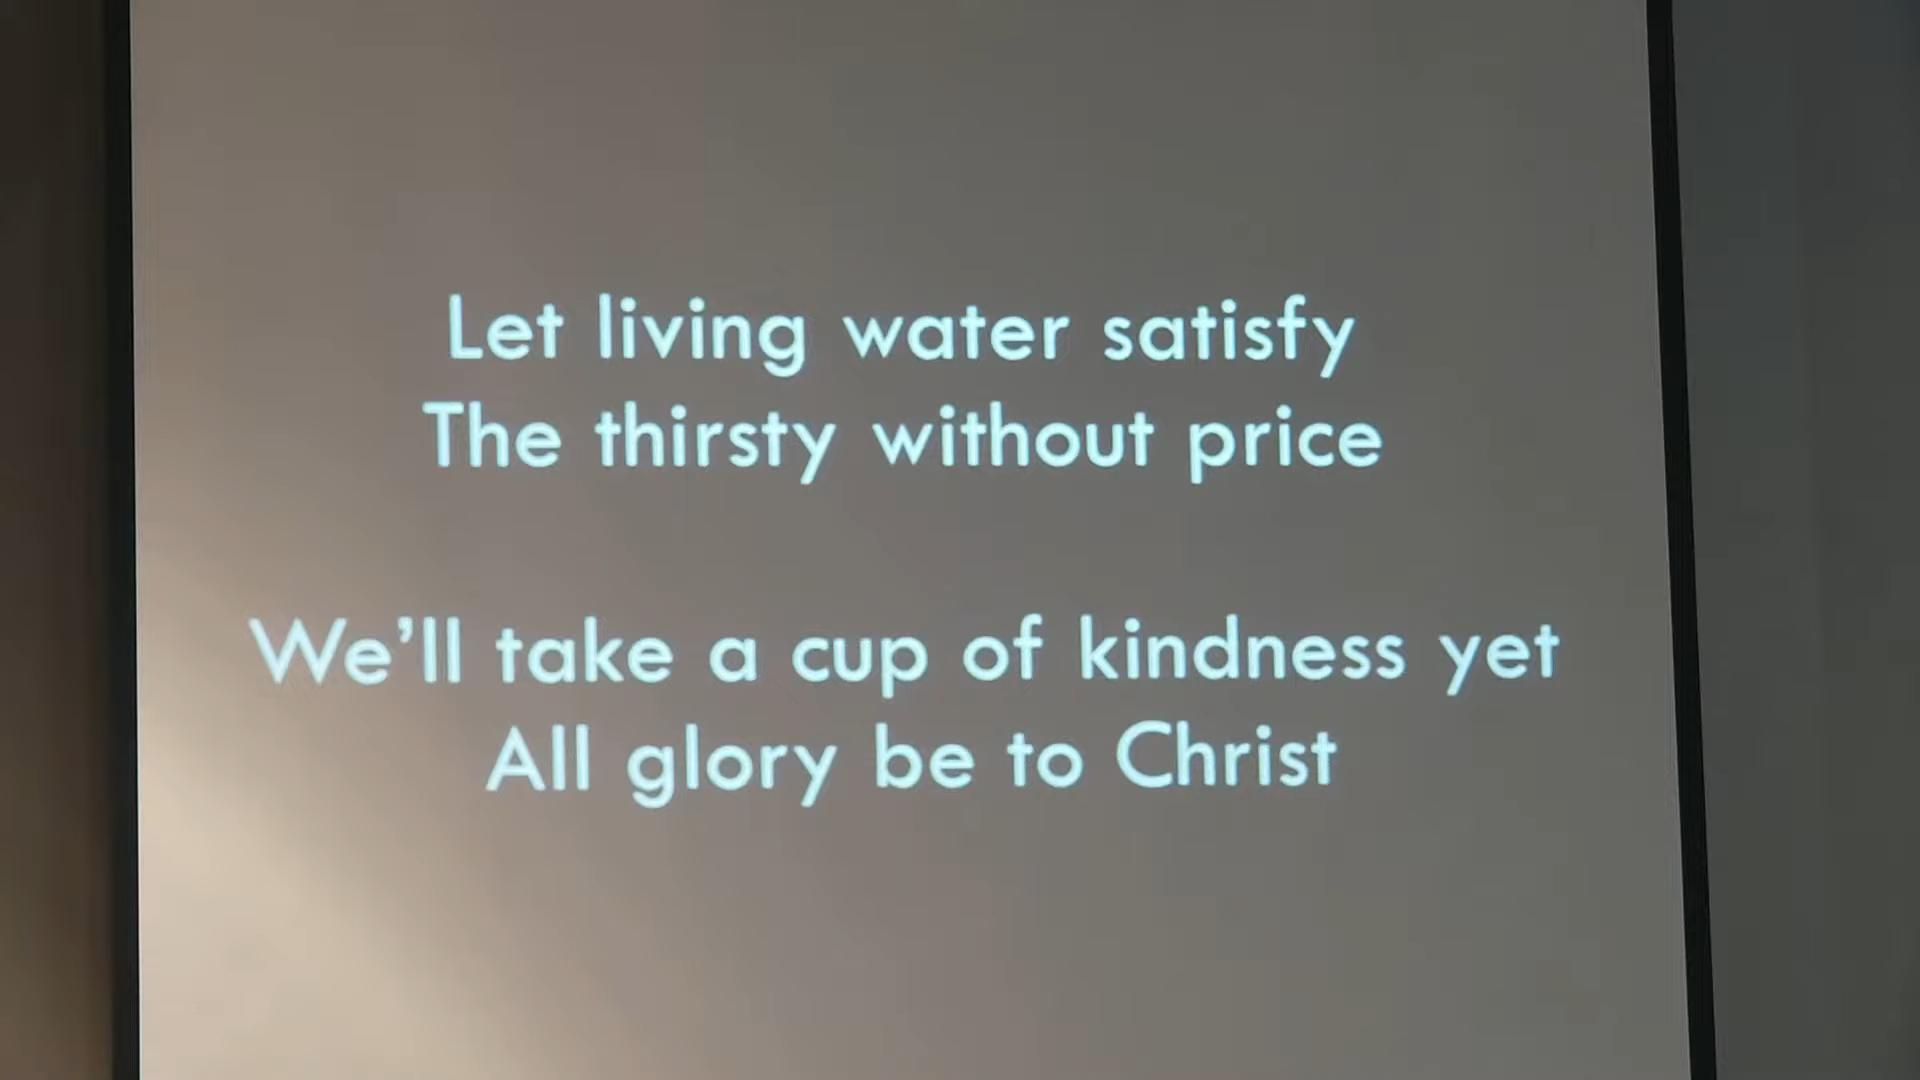 Let living water satisfy
The thirsty without price
We'll take a cup of kindness yet
All glory be to Christ